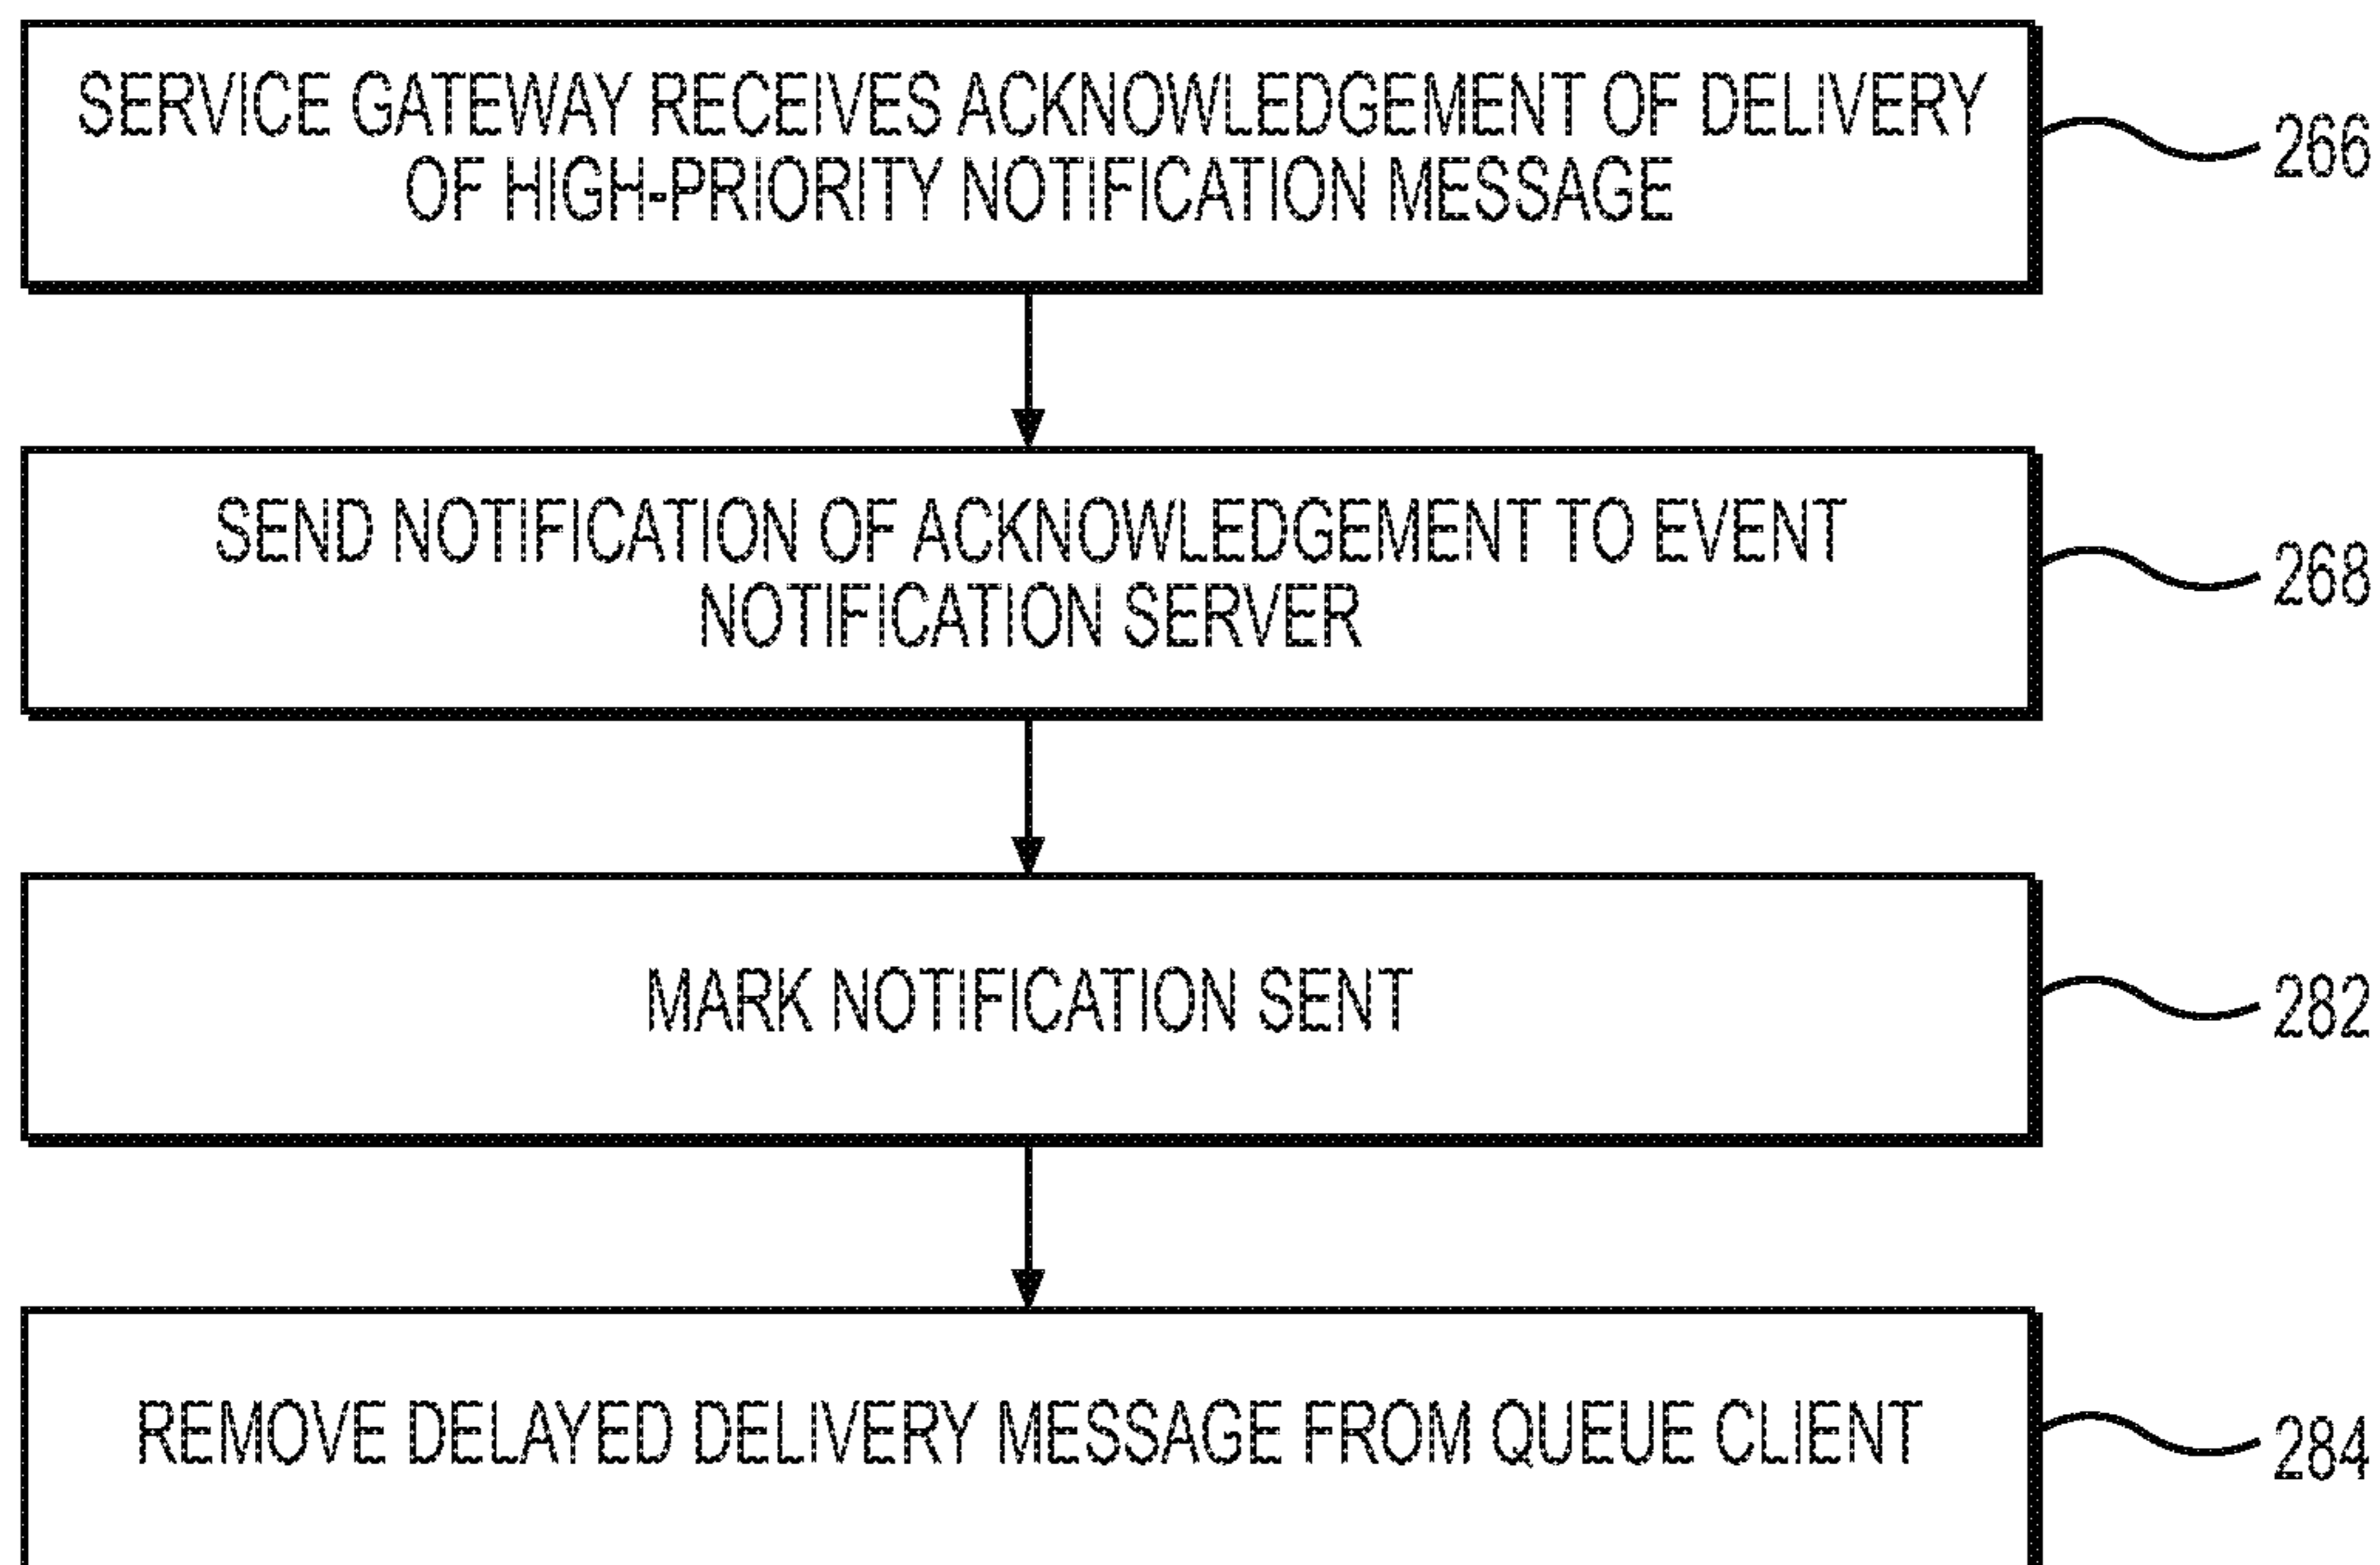 SERVICE GATEWAY RECEIVES ACKNOWLEDGEMENT OF DELIVERY
OF HIGH-PRIORITY NOTIFICATION MESSAGE
266
SEND NOTIFICATION OF ACKNOWLEDGEMENT TO EVENT
NOTIFICATION SERVER
268
MARK NOTIFICATION SENT
282
REMOVE DELAYED DELIVERY MESSAGE FROM QUEUE CLIENT
284